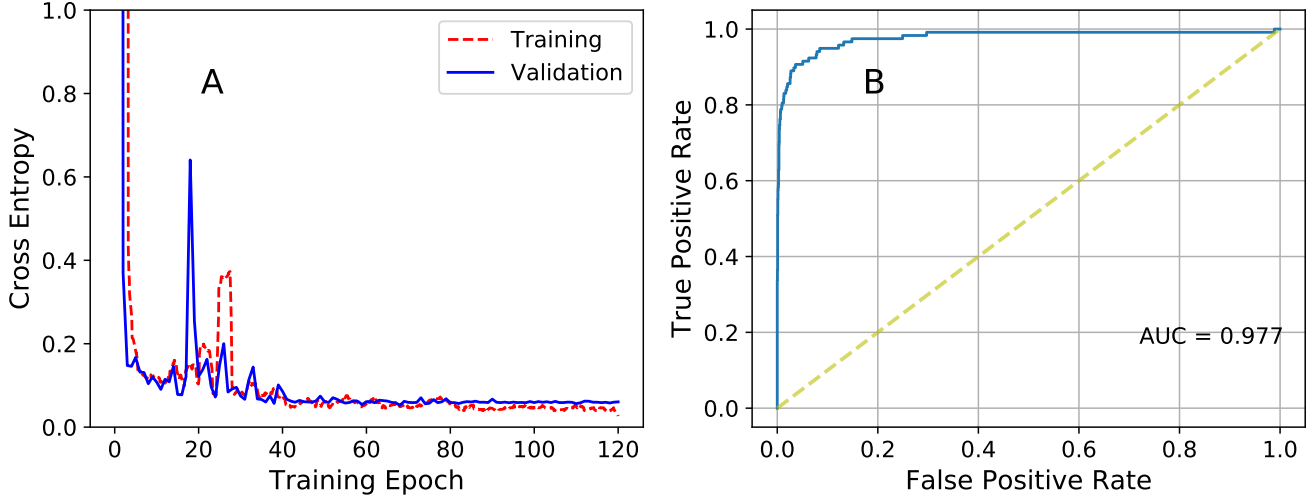 1.0
0.8
0.6
0.4
0.2
0.0
Cross Entropy
A
Training
Validation
0 20 40 60 80 100 120
Training Epoch
1.0
0.8
0.6
0.4
0.2
0.0
True Positive Rate
B
AUC = 0.977
0.0 0.2 0.4 0.6 0.8 1.0
False Positive Rate